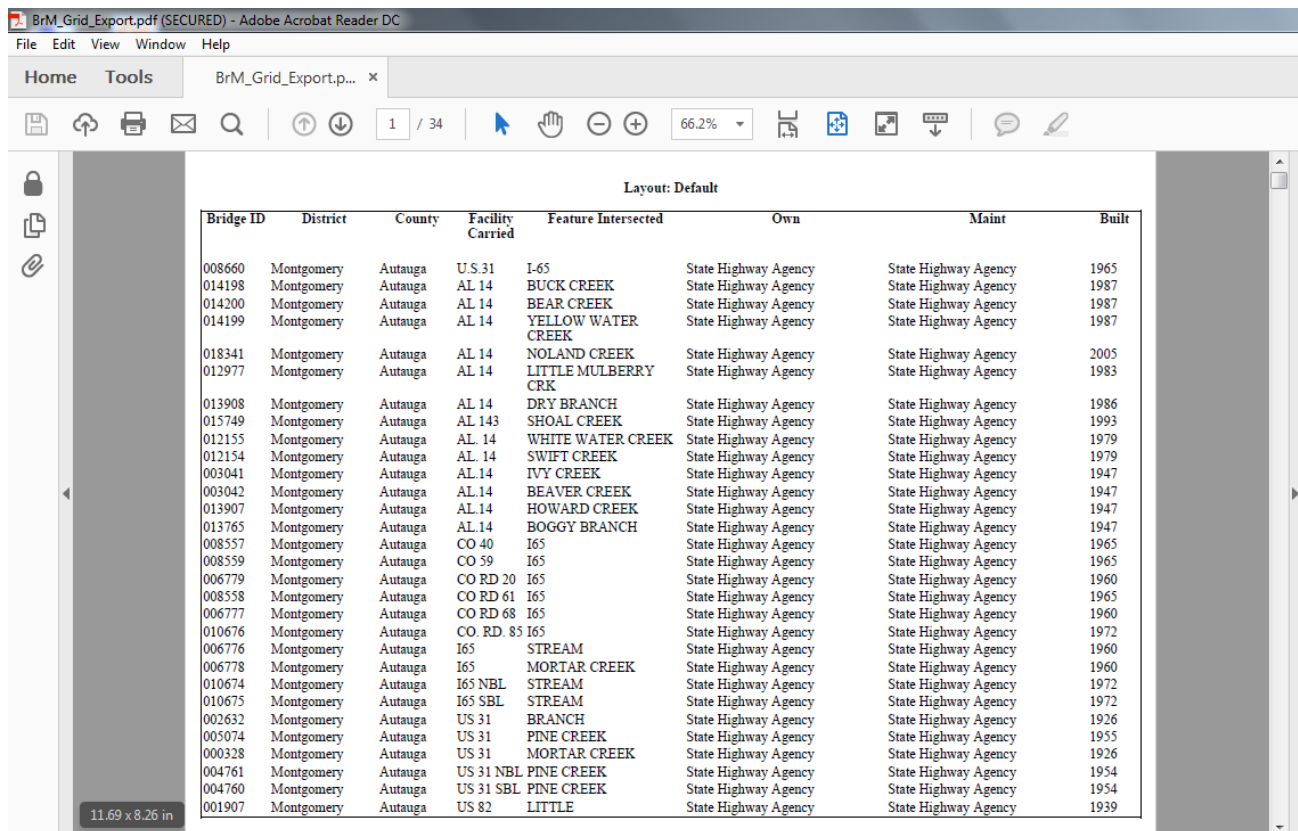 BrM_Grid_Export.pdf (SECURED) - Adobe Acrobat Reader DC
File Edit View Window Help
Home Tools BrM_Grid_Export.p... ×
1 / 34 66.2%
Layout: Default
Bridge ID District County Facility Feature Intersected Own Maint Built
Carried
008660 Montgomery Autauga U.S.31 I-65 State Highway Agency State Highway Agency 1965
014198 Montgomery Autauga AL 14 BUCK CREEK State Highway Agency State Highway Agency 1987
014200 Montgomery Autauga AL 14 BEAR CREEK State Highway Agency State Highway Agency 1987
014199 Montgomery Autauga AL 14 YELLOW WATER State Highway Agency State Highway Agency 1987
CREEK
018341 Montgomery Autauga AL 14 NOLAND CREEK State Highway Agency State Highway Agency 2005
012977 Montgomery Autauga AL 14 LITTLE MULBERRY State Highway Agency State Highway Agency 1983
CRK
013908 Montgomery Autauga AL 14 DRY BRANCH State Highway Agency State Highway Agency 1986
015749 Montgomery Autauga AL 143 SHOAL CREEK State Highway Agency State Highway Agency 1993
012155 Montgomery Autauga AL. 14 WHITE WATER CREEK State Highway Agency State Highway Agency 1979
012154 Montgomery Autauga AL. 14 SWIFT CREEK State Highway Agency State Highway Agency 1979
003041 Montgomery Autauga AL.14 IVY CREEK State Highway Agency State Highway Agency 1947
003042 Montgomery Autauga AL.14 BEAVER CREEK State Highway Agency State Highway Agency 1947
013907 Montgomery Autauga AL.14 HOWARD CREEK State Highway Agency State Highway Agency 1947
013765 Montgomery Autauga AL.14 BOGGY BRANCH State Highway Agency State Highway Agency 1947
008557 Montgomery Autauga CO 40 I65 State Highway Agency State Highway Agency 1965
008559 Montgomery Autauga CO 59 I65 State Highway Agency State Highway Agency 1965
006779 Montgomery Autauga CO RD 20 I65 State Highway Agency State Highway Agency 1960
008558 Montgomery Autauga CO RD 61 I65 State Highway Agency State Highway Agency 1965
006777 Montgomery Autauga CO RD 68 I65 State Highway Agency State Highway Agency 1960
010676 Montgomery Autauga CO. RD. 85 I65 State Highway Agency State Highway Agency 1972
006776 Montgomery Autauga I65 STREAM State Highway Agency State Highway Agency 1960
006778 Montgomery Autauga I65 MORTAR CREEK State Highway Agency State Highway Agency 1960
010674 Montgomery Autauga I65 NBL STREAM State Highway Agency State Highway Agency 1972
010675 Montgomery Autauga I65 SBL STREAM State Highway Agency State Highway Agency 1972
002632 Montgomery Autauga US 31 BRANCH State Highway Agency State Highway Agency 1926
005074 Montgomery Autauga US 31 PINE CREEK State Highway Agency State Highway Agency 1955
000328 Montgomery Autauga US 31 MORTAR CREEK State Highway Agency State Highway Agency 1926
004761 Montgomery Autauga US 31 NBL PINE CREEK State Highway Agency State Highway Agency 1954
004760 Montgomery Autauga US 31 SBL PINE CREEK State Highway Agency State Highway Agency 1954
001907 Montgomery Autauga US 82 LITTLE State Highway Agency State Highway Agency 1939
11.69 x 8.26 in